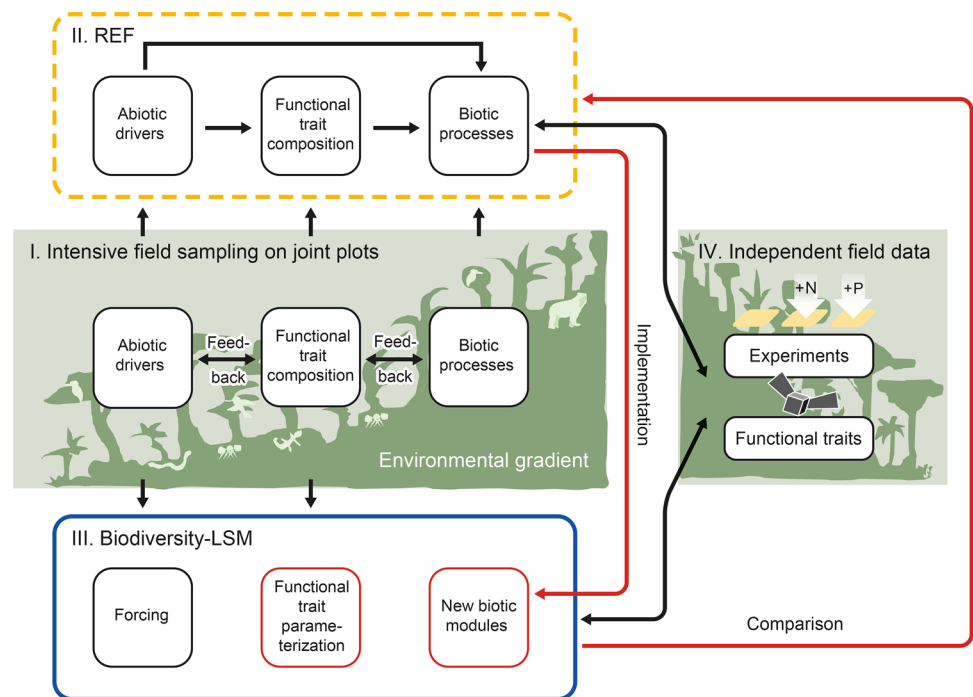 II. REF
Abiotic
drivers
Functional
trait
composition
Biotic
processes
I. Intensive field sampling on joint plots
Abiotic
drivers
Feed-
back
Functional
trait
composition
Feed-
back
Biotic
processes
Environmental gradient
IV. Independent field data
+N
+P
Experiments
Functional traits
Implementation
III. Biodiversity-LSM
Forcing
Functional
trait
parame-
terization
New biotic
modules
Comparison